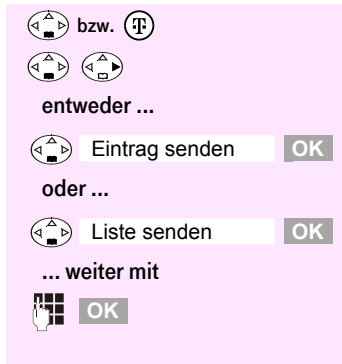 bzw. T
entweder ...
Eintrag senden OK
oder ...
Liste senden OK
... weiter mit
OK